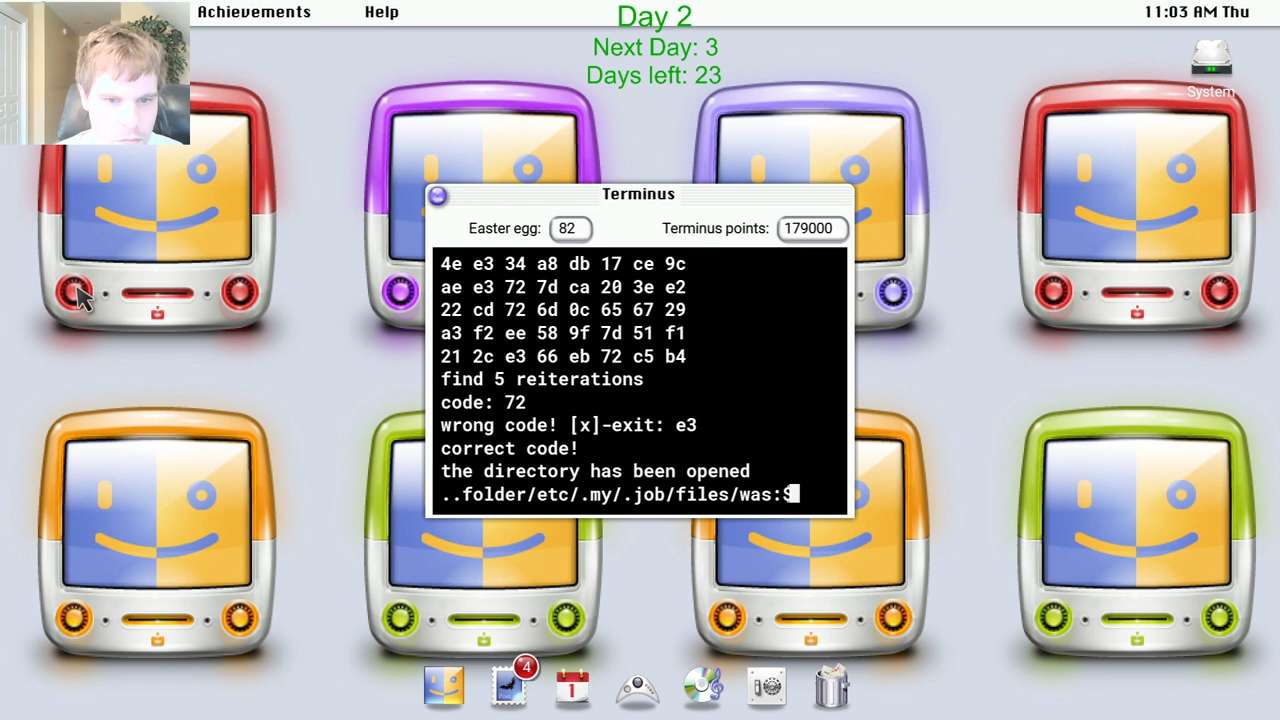 Achievements Help
11:03 AM Thu
Day 2
Next Day: 3
Days left: 23
System
Terminus
Easter egg: 82 Terminus points: 179000
4e e3 34 a8 db 17 ce 9c
ae e3 72 7d ca 20 3e e2
22 cd 72 6d 0c 65 67 29
a3 f2 ee 58 9f 7d 51 f1
21 2c e3 66 eb 72 c5 b4
find 5 reiterations
code: 72
wrong code! [x]-exit: e3
correct code!
the directory has been opened
..folder/etc/.my/.job/files/was:$
4
1